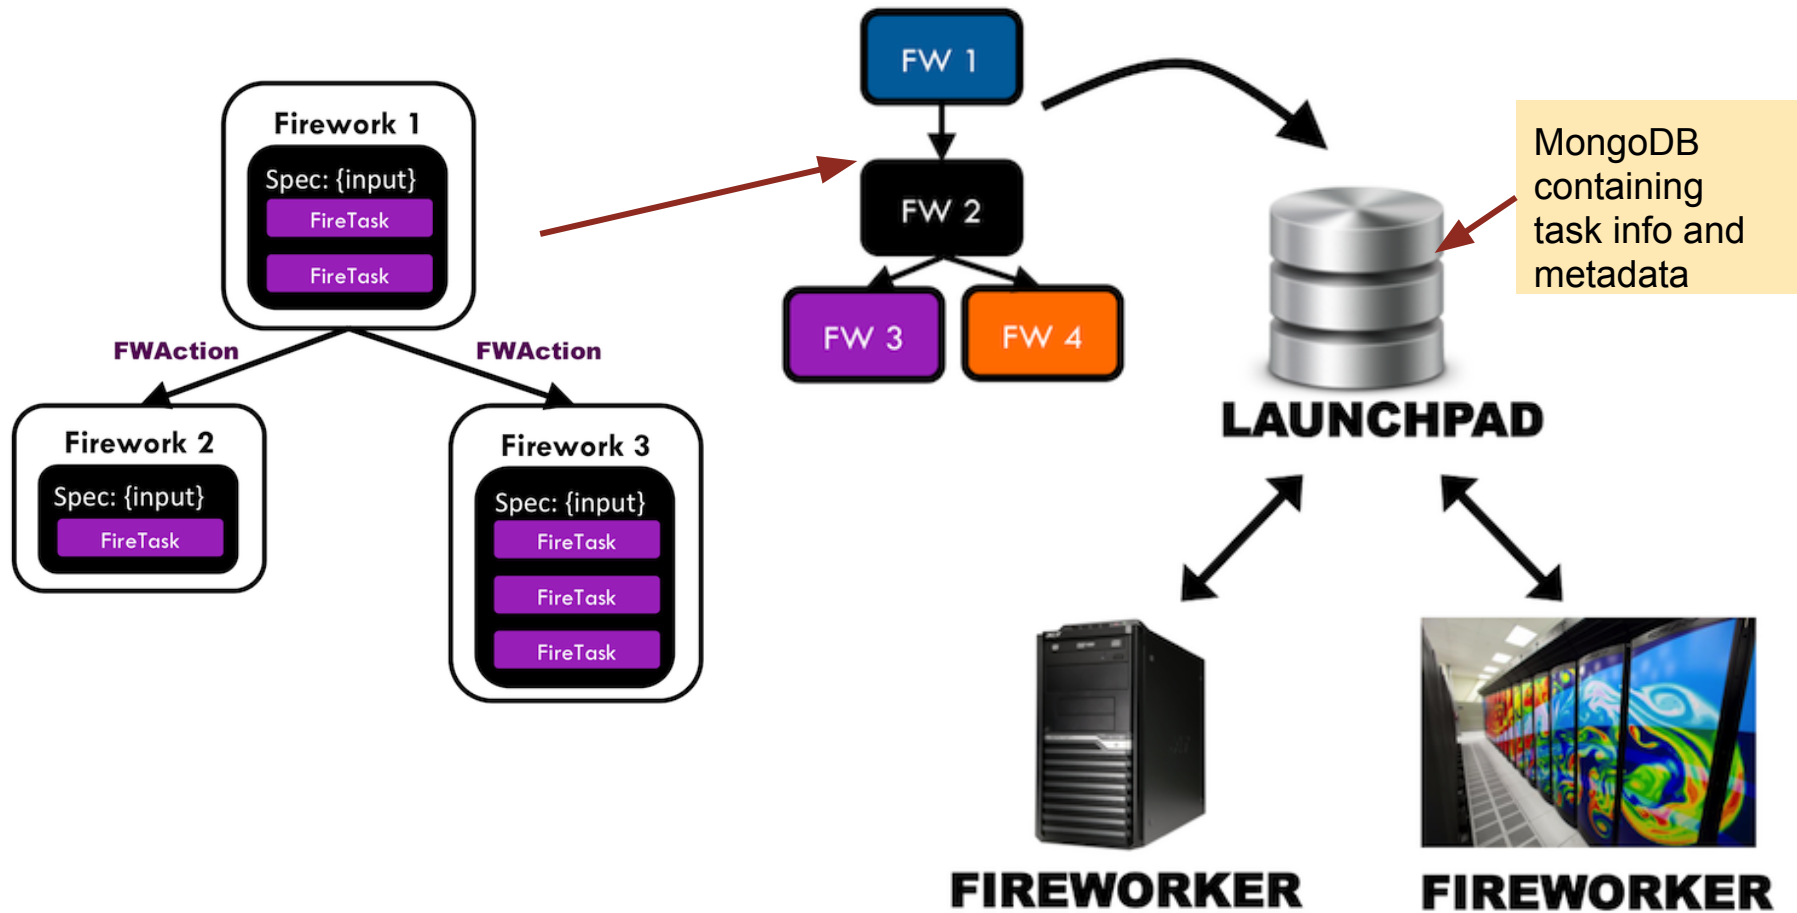 Firework 1
Spec: {input}
FireTask
FireTask
FWAction
FWAction
Firework 2
Spec: {input}
FireTask
Firework 3
Spec: {input}
FireTask
FireTask
FireTask
FW 1
FW 2
FW 3
FW 4
MongoDB
containing
task info and
metadata
LAUNCHPAD
FIREWORKER
FIREWORKER